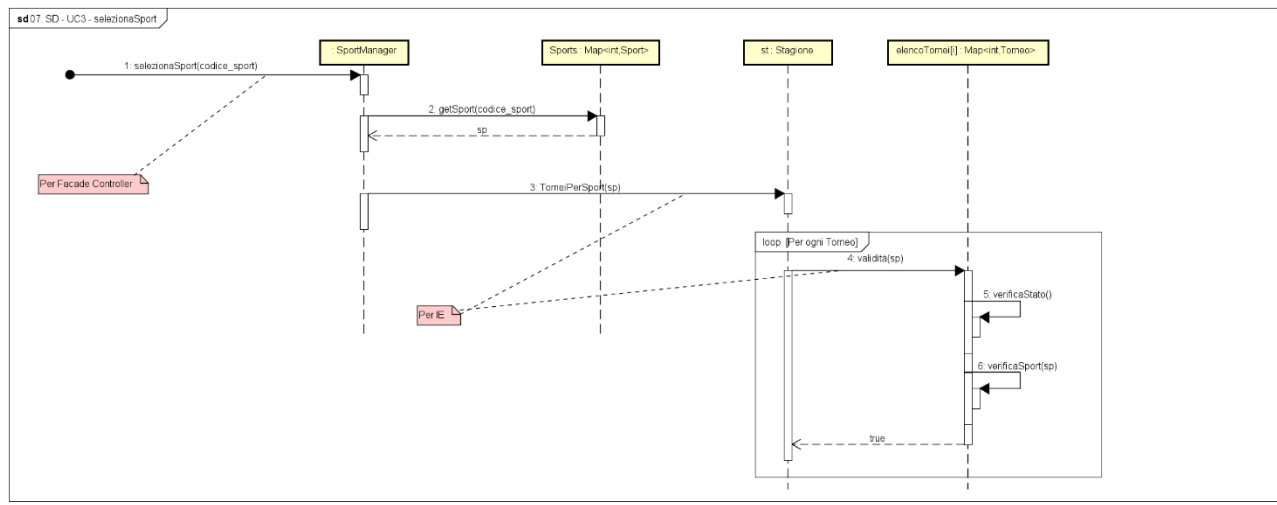 sd 07. SD - UC3 - selezionaSport
: SportManager
Sports : Map<int,Sport>
st : Stagione
elencoTornei[i] : Map<int,Torneo>
1: selezionaSport(codice_sport)
2: getSport(codice_sport)
sp
Per Facade Controller
3: TorneiPerSport(sp)
loop [Per ogni Torneo]
4: validità(sp)
5: verificaStato()
Per IE
6: verificaSport(sp)
true